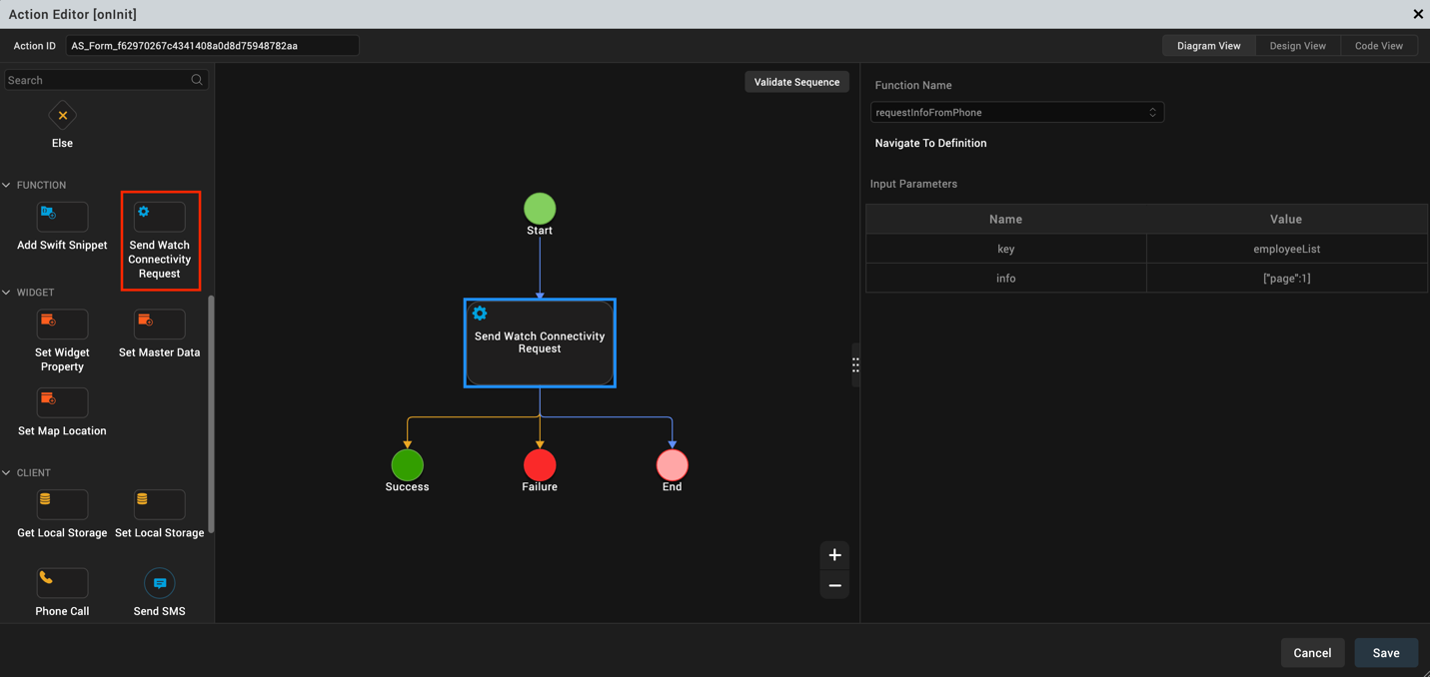 Action Editor [onInit]
Action ID
AS_Form_f62970267c4341408a0d8d75948782aa
Diagram View
Design View
Code View
Search
Else
FUNCTION
Add Swift Snippet
Send Watch
Connectivity
Request
WIDGET
Set Widget
Property
Set Master Data
Set Map Location
CLIENT
Get Local Storage
Set Local Storage
Phone Call
Send SMS
Validate Sequence
Start
Send Watch Connectivity
Request
Success
Failure
End
Function Name
requestInfoFromPhone
Navigate To Definition
Input Parameters
Name Value
key employeeList
info ["page":1]
Cancel
Save